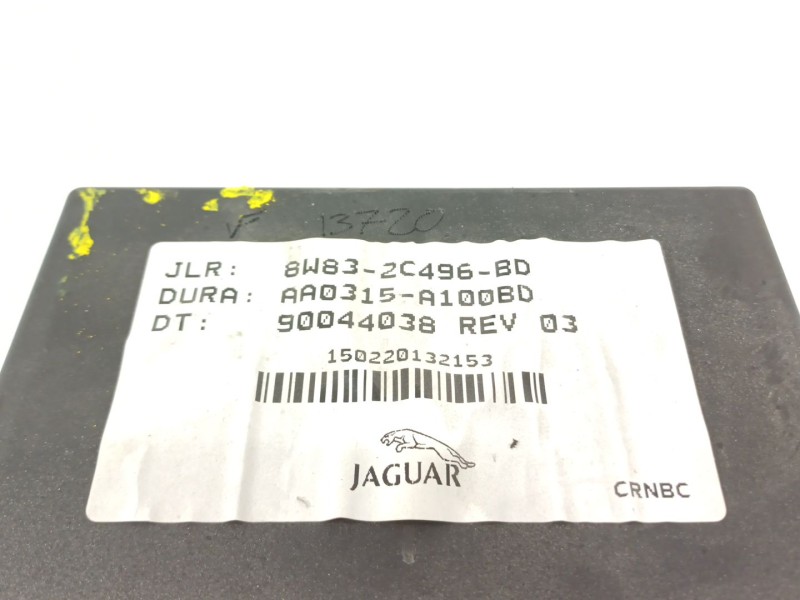 V 13720
JLR: 8W83-2C496-BD
DURA: AA0315-A100BD
DT: 90044038 REV 03
150220132153
JAGUAR
CRNBC